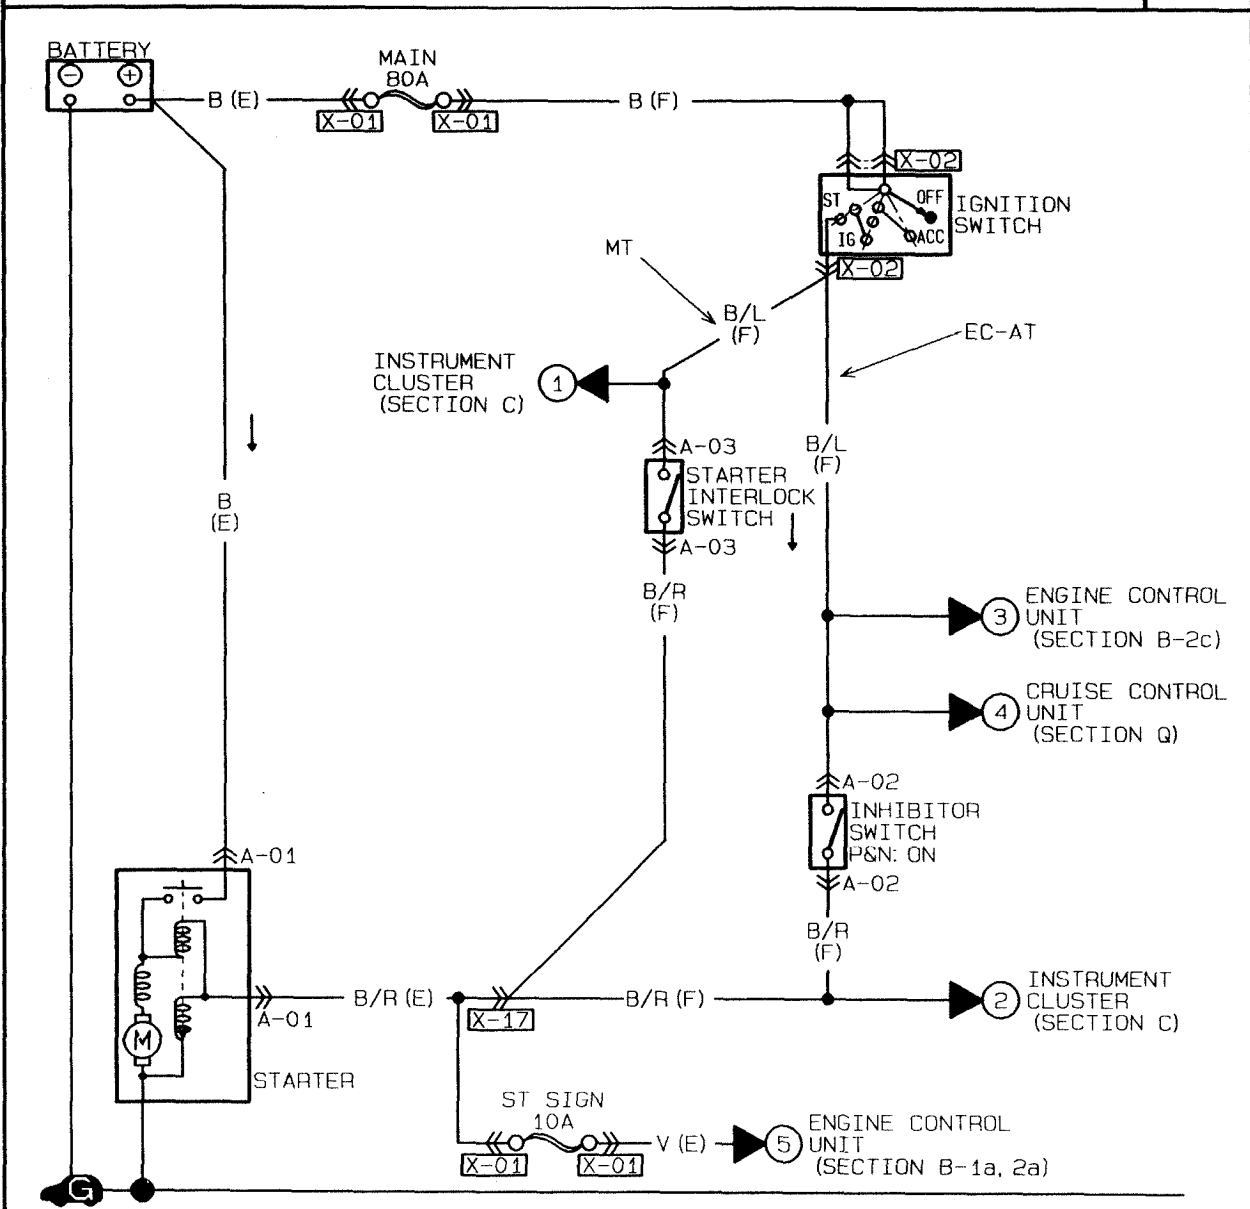 BATTERY
− +
MAIN
80A
B (E)
X-01
X-01
B (F)
X-02
ST
OFF
IG
ACC
IGNITION
SWITCH
X-02
MT
B/L
(F)
EC-AT
INSTRUMENT
CLUSTER
(SECTION C)
1
A-03
STARTER
INTERLOCK
SWITCH
A-03
B/L
(F)
B
(E)
B/R
(F)
3
ENGINE CONTROL
UNIT
(SECTION B-2c)
4
CRUISE CONTROL
UNIT
(SECTION Q)
A-02
INHIBITOR
SWITCH
P&N: ON
A-02
B/R
(F)
A-01
M
A-01
STARTER
B/R (E)
X-17
B/R (F)
2
INSTRUMENT
CLUSTER
(SECTION C)
ST SIGN
10A
X-01
X-01
V (E)
5
ENGINE CONTROL
UNIT
(SECTION B-1a, 2a)
G